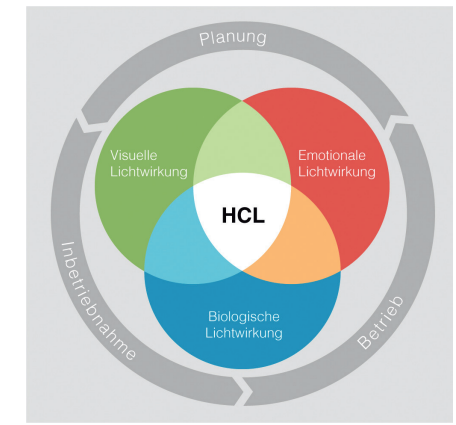 Planung
Visuelle
Lichtwirkung
Emotionale
Lichtwirkung
HCL
Biologische
Lichtwirkung
Inbetriebnahme
Betrieb